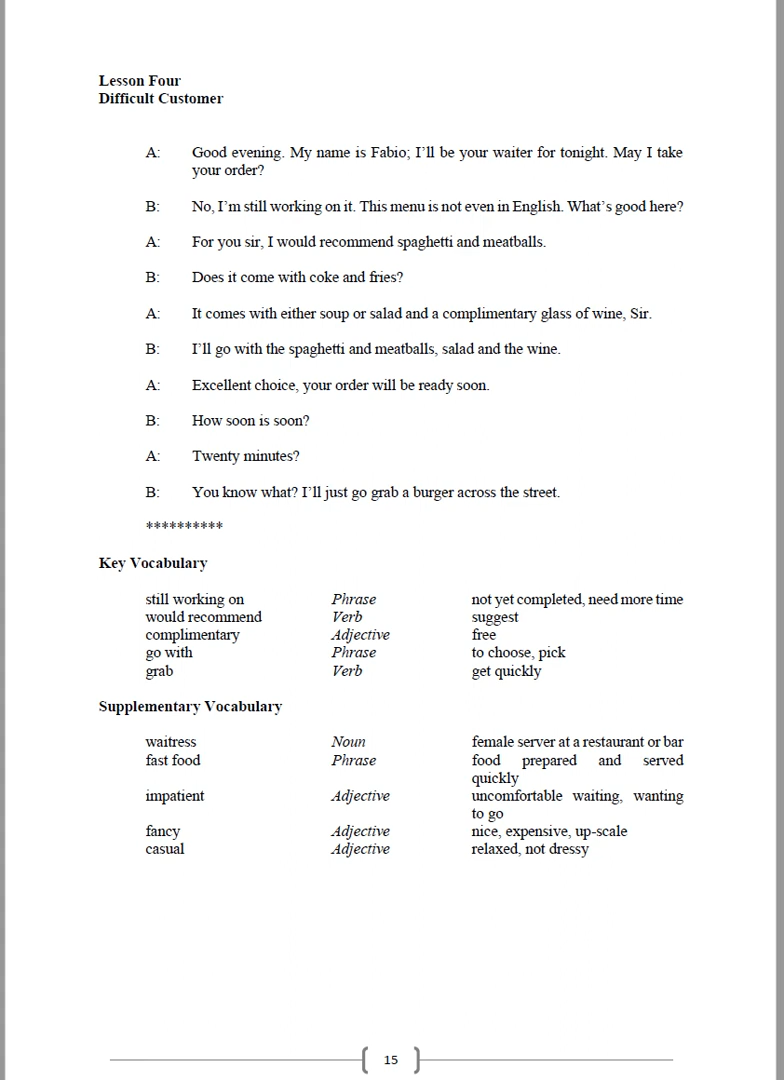 Lesson Four
Difficult Customer
A: Good evening. My name is Fabio; I'll be your waiter for tonight. May I take
your order?
B: No, I'm still working on it. This menu is not even in English. What's good here?
A: For you sir, I would recommend spaghetti and meatballs.
B: Does it come with coke and fries?
A: It comes with either soup or salad and a complimentary glass of wine, Sir.
B: I'll go with the spaghetti and meatballs, salad and the wine.
A: Excellent choice, your order will be ready soon.
B: How soon is soon?
A: Twenty minutes?
B: You know what? I'll just go grab a burger across the street.
**********
Key Vocabulary
still working on Phrase not yet completed, need more time
would recommend Verb suggest
complimentary Adjective free
go with Phrase to choose, pick
grab Verb get quickly
Supplementary Vocabulary
waitress Noun female server at a restaurant or bar
fast food Phrase food prepared and served
quickly
impatient Adjective uncomfortable waiting, wanting
to go
fancy Adjective nice, expensive, up-scale
casual Adjective relaxed, not dressy
15